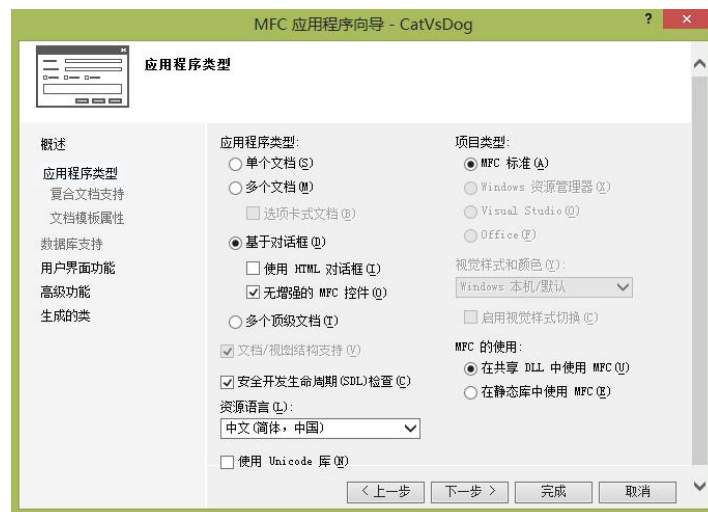 MFC 应用程序向导 - CatVsDog
? ×
应用程序类型
概述
应用程序类型
复合文档支持
文档模板属性
数据库支持
用户界面功能
高级功能
生成的类
应用程序类型:
单个文档(S)
多个文档(M)
选项卡式文档(B)
基于对话框(D)
使用 HTML 对话框(I)
无增强的 MFC 控件(O)
多个顶级文档(T)
文档/视图结构支持(V)
安全开发生命周期(SDL)检查(C)
资源语言(L):
中文(简体，中国)
使用 Unicode 库(N)
项目类型:
MFC 标准(A)
Windows 资源管理器(X)
Visual Studio(O)
Office(F)
视觉样式和颜色(Y):
Windows 本机/默认
启用视觉样式切换(C)
MFC 的使用:
在共享 DLL 中使用 MFC(U)
在静态库中使用 MFC(E)
< 上一步
下一步 >
完成
取消